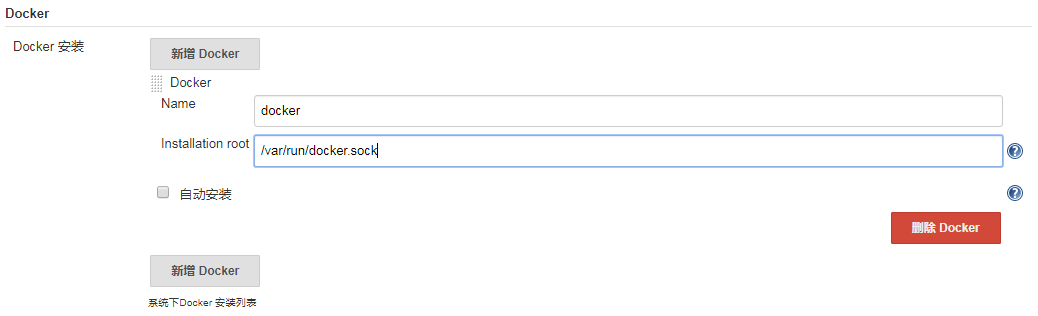 Docker
Docker 安装
新增 Docker
Docker
Name
docker
Installation root
/var/run/docker.sock
自动安装
删除 Docker
新增 Docker
系统下Docker 安装列表